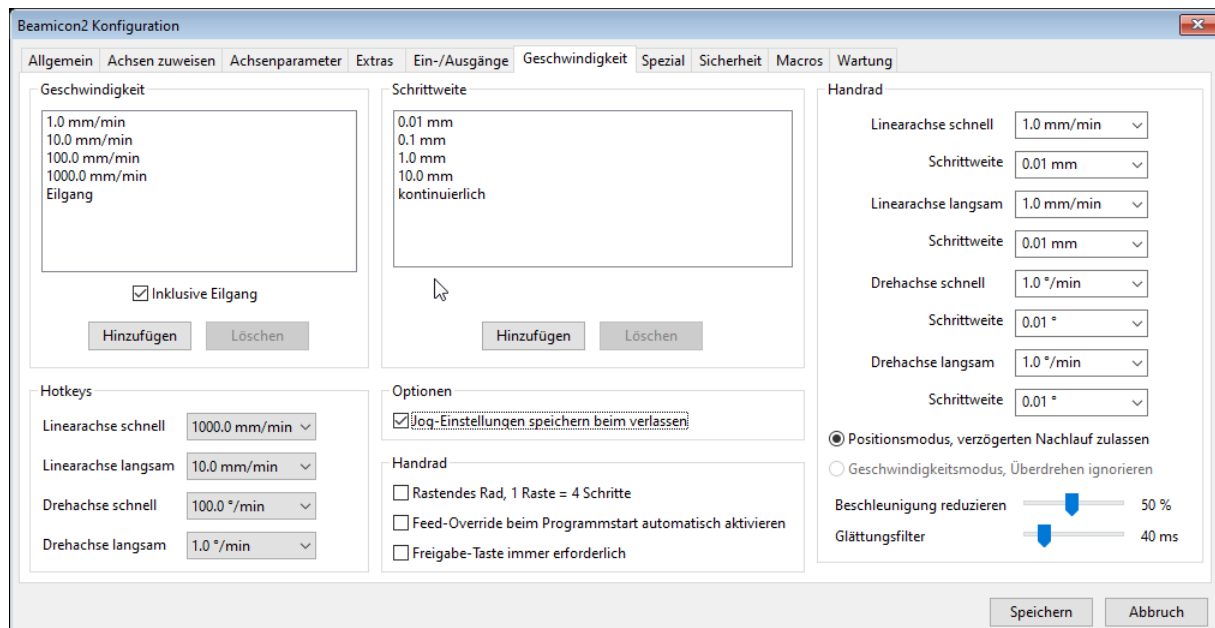 Beamicon2 Konfiguration
Allgemein Achsen zuweisen Achsenparameter Extras Ein-/Ausgänge Geschwindigkeit Spezial Sicherheit Macros Wartung
Geschwindigkeit
1.0 mm/min
10.0 mm/min
100.0 mm/min
1000.0 mm/min
Eilgang
Inklusive Eilgang
Hinzufügen Löschen
Schrittweite
0.01 mm
0.1 mm
1.0 mm
10.0 mm
kontinuierlich
Hinzufügen Löschen
Hotkeys
Linearachse schnell 1000.0 mm/min
Linearachse langsam 10.0 mm/min
Drehachse schnell 100.0 °/min
Drehachse langsam 1.0 °/min
Optionen
Jog-Einstellungen speichern beim verlassen
Handrad
Rastendes Rad, 1 Raste = 4 Schritte
Feed-Override beim Programmstart automatisch aktivieren
Freigabe-Taste immer erforderlich
Handrad
Linearachse schnell 1.0 mm/min
Schrittweite 0.01 mm
Linearachse langsam 1.0 mm/min
Schrittweite 0.01 mm
Drehachse schnell 1.0 °/min
Schrittweite 0.01 °
Drehachse langsam 1.0 °/min
Schrittweite 0.01 °
Positionsmodus, verzögerten Nachlauf zulassen
Geschwindigkeitsmodus, Überdrehen ignorieren
Beschleunigung reduzieren 50 %
Glättungsfilter 40 ms
Speichern Abbruch